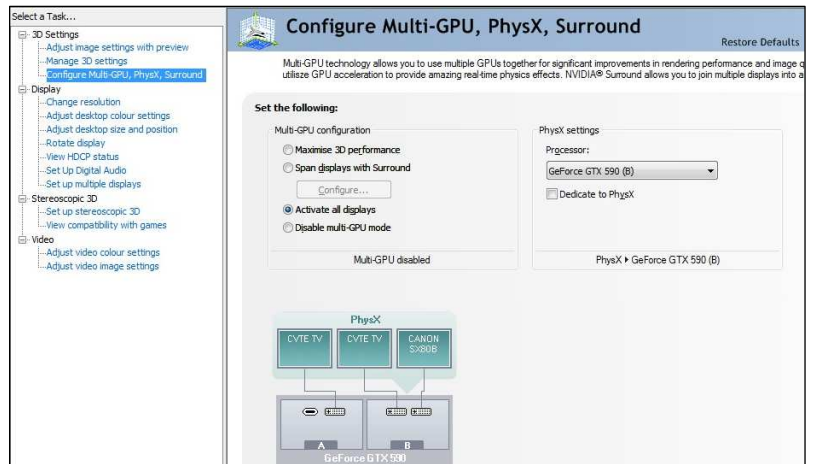 Select a Task...
3D Settings
Adjust image settings with preview
Manage 3D settings
Configure Multi-GPU, PhysX, Surround
Display
Change resolution
Adjust desktop colour settings
Adjust desktop size and position
Rotate display
View HDCP status
Set Up Digital Audio
Set up multiple displays
Stereoscopic 3D
Set up stereoscopic 3D
View compatibility with games
Video
Adjust video colour settings
Adjust video image settings
Configure Multi-GPU, PhysX, Surround
Restore Defaults
Multi-GPU technology allows you to use multiple GPUs together for significant improvements in rendering performance and image q
utilisze GPU acceleration to provide amazing real-time physics effects. NVIDIA® Surround allows you to join multiple displays into a
Set the following:
Multi-GPU configuration
Maximise 3D performance
Span displays with Surround
Configure...
Activate all displays
Disable multi-GPU mode
Multi-GPU disabled
PhysX settings
Processor:
GeForce GTX 590 (B)
Dedicate to PhysX
PhysX ▸ GeForce GTX 590 (B)
PhysX
CVTE TV
CVTE TV
CANON
SX80B
A
B
GeForce GTX 590